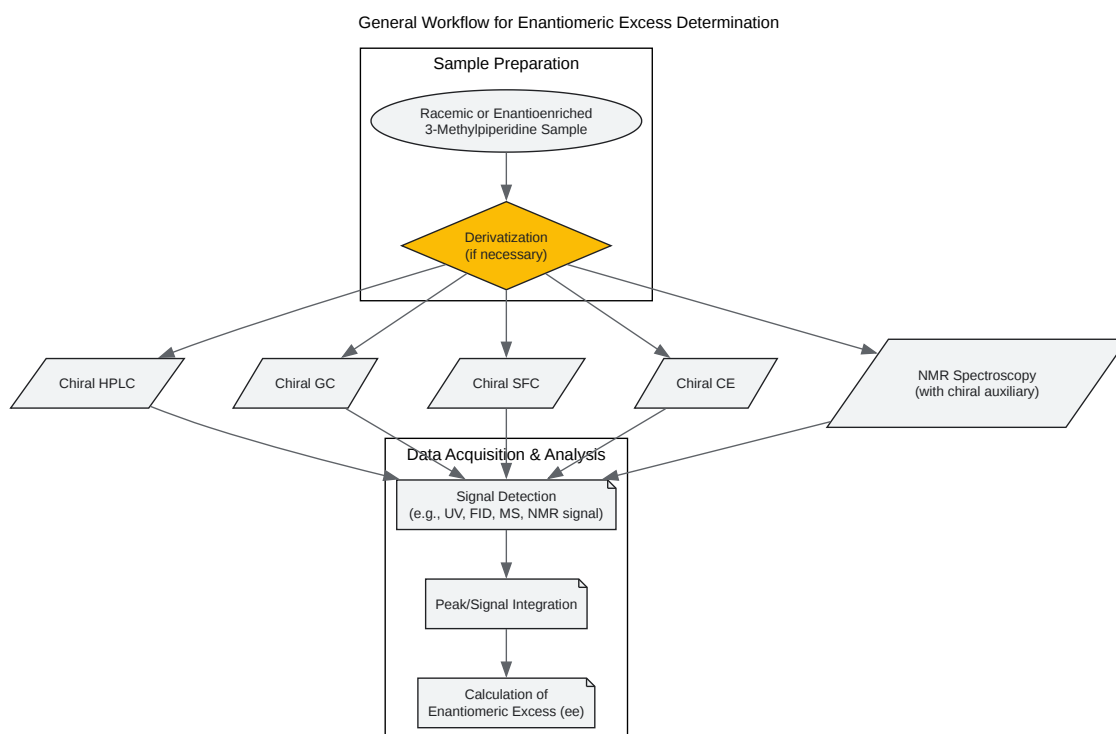 General Workflow for Enantiomeric Excess Determination
Sample Preparation
Racemic or Enantioenriched
3-Methylpiperidine Sample
Derivatization
(if necessary)
Chiral HPLC
Chiral GC
Chiral SFC
Chiral CE
NMR Spectroscopy
(with chiral auxiliary)
Data Acquisition & Analysis
Signal Detection
(e.g., UV, FID, MS, NMR signal)
Peak/Signal Integration
Calculation of
Enantiomeric Excess (ee)